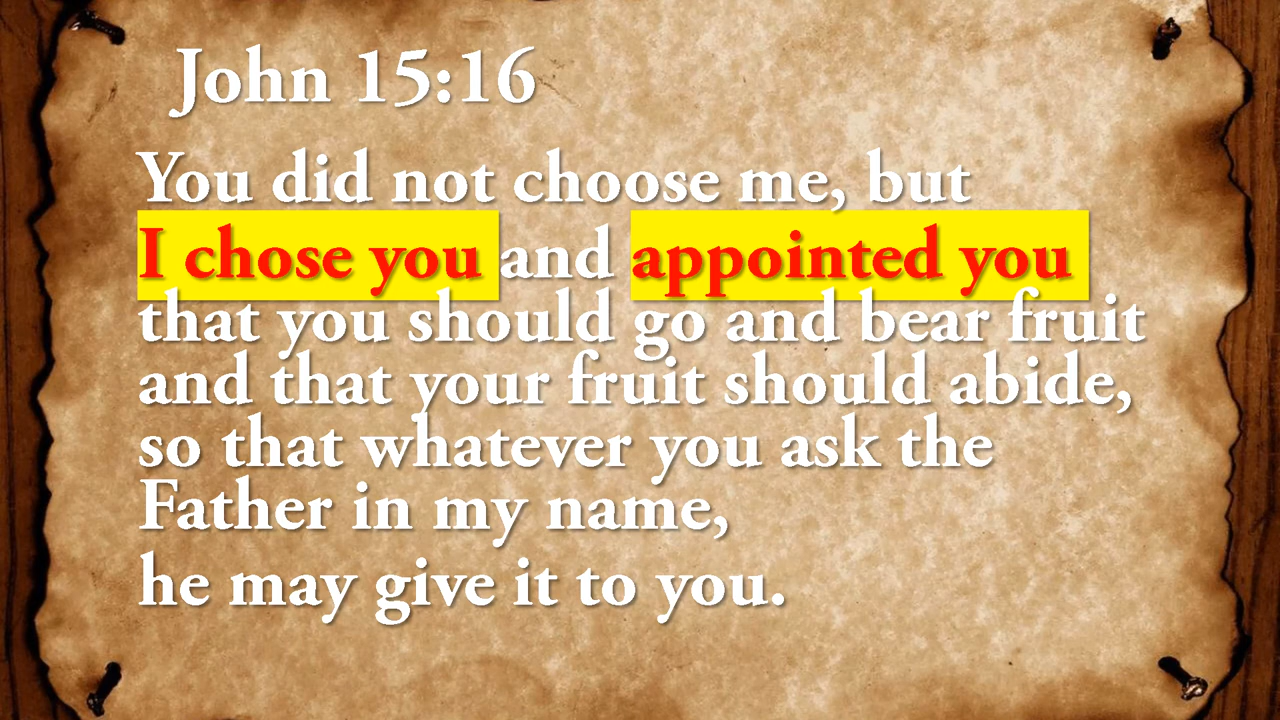 John 15:16
You did not choose me, but
I chose you and appointed you
that you should go and bear fruit
and that your fruit should abide,
so that whatever you ask the
Father in my name,
he may give it to you.